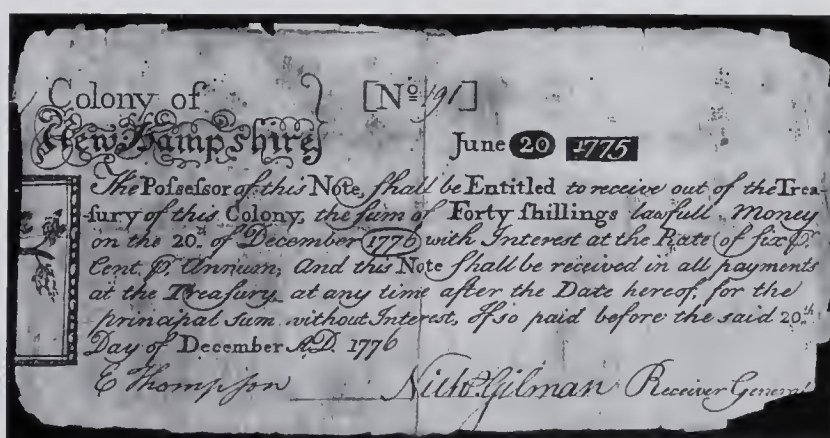 Colony of [No 191]
New Hampshire} June 20 1775
The Possessor of this Note, shall be Entitled to receive out of the Trea-
sury of this Colony, the sum of Forty shillings lawfull Money
on the 20th of December 1776 with Interest at the Rate of six P.
Cent. P. Annum; And this Note shall be received in all payments
at the Treasury at any time after the Date hereof, for the
principal sum without Interest, If so paid before the said 20th
Day of December A.D. 1776
E Thompson Nichs Gilman Receiver General